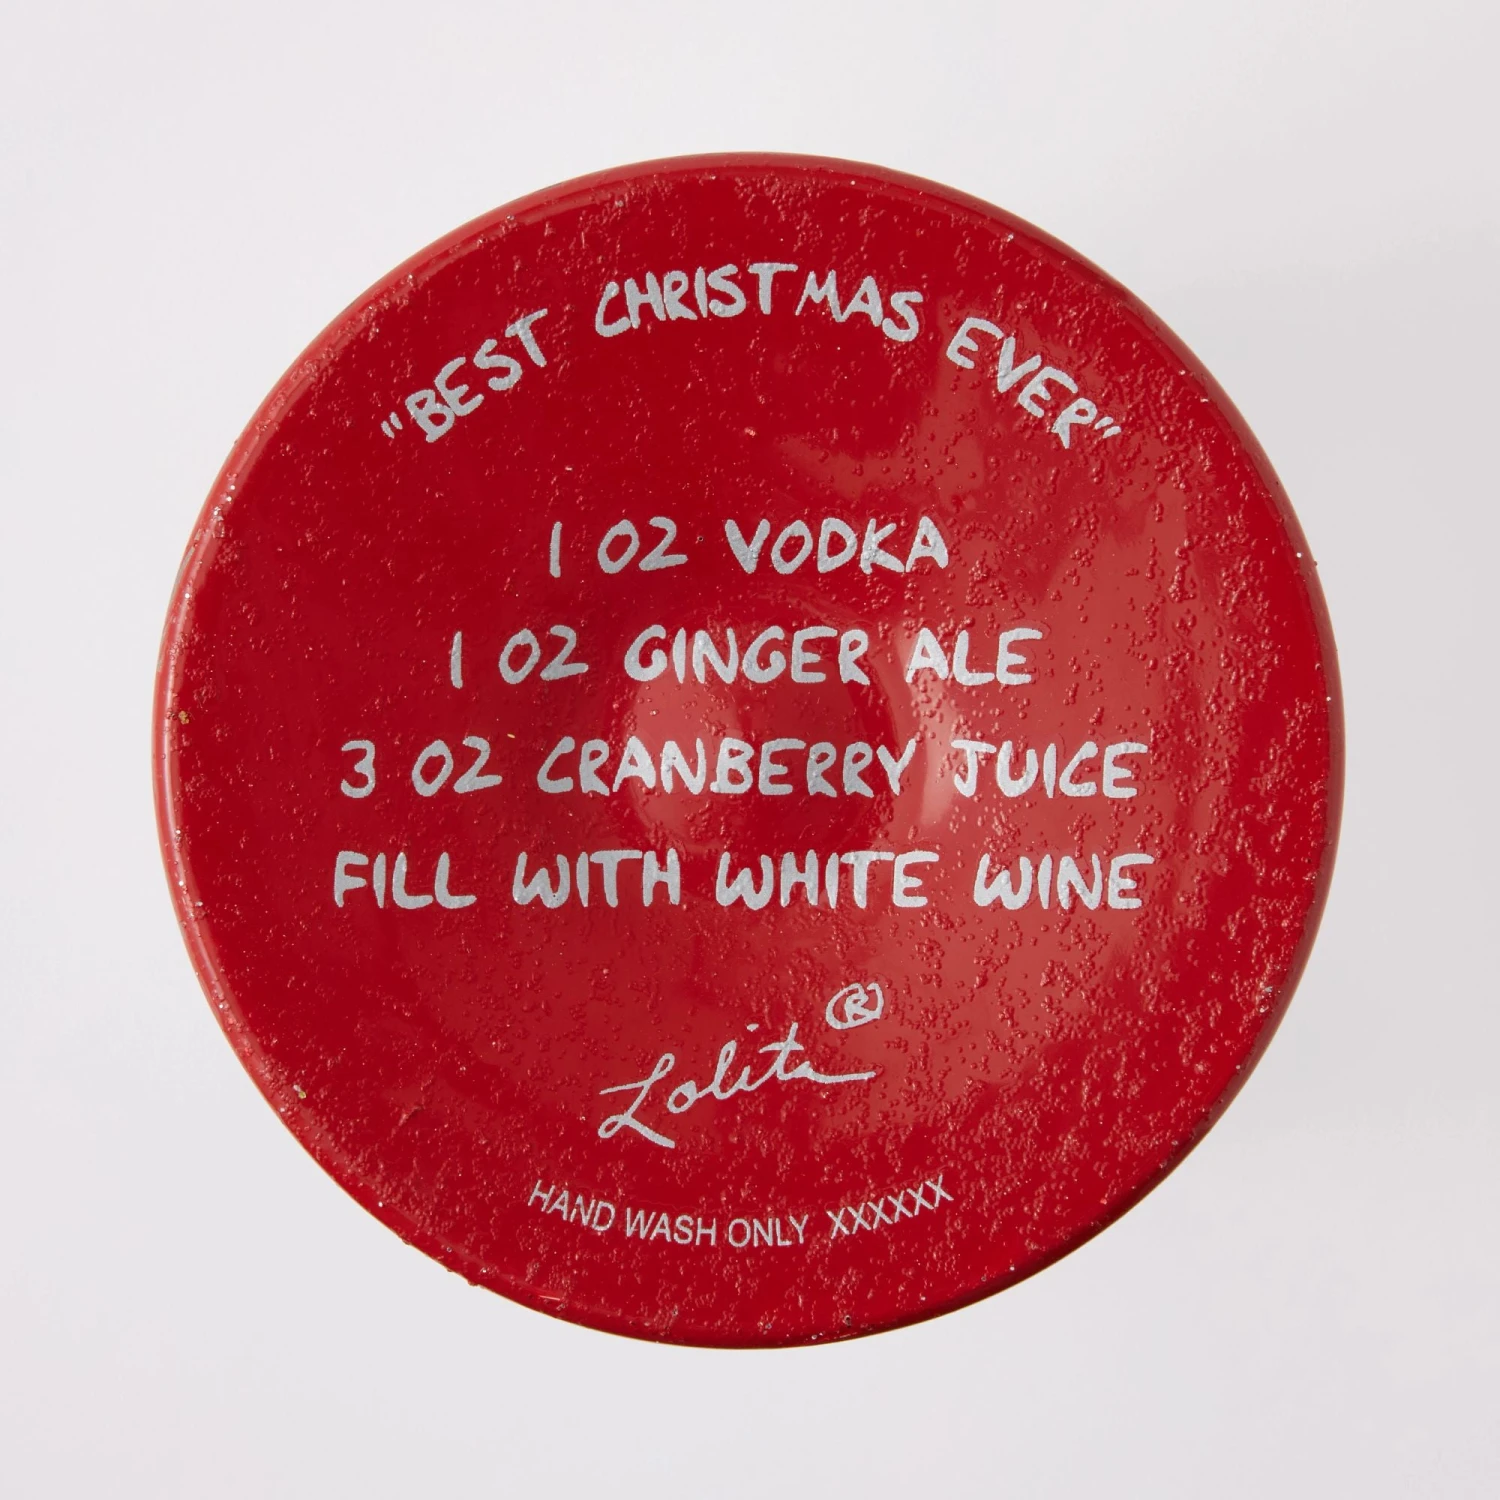 "BEST CHRISTMAS EVER"
1 OZ VODKA
1 OZ GINGER ALE
3 OZ CRANBERRY JUICE
FILL WITH WHITE WINE
Lolita®
HAND WASH ONLY XXXXXX